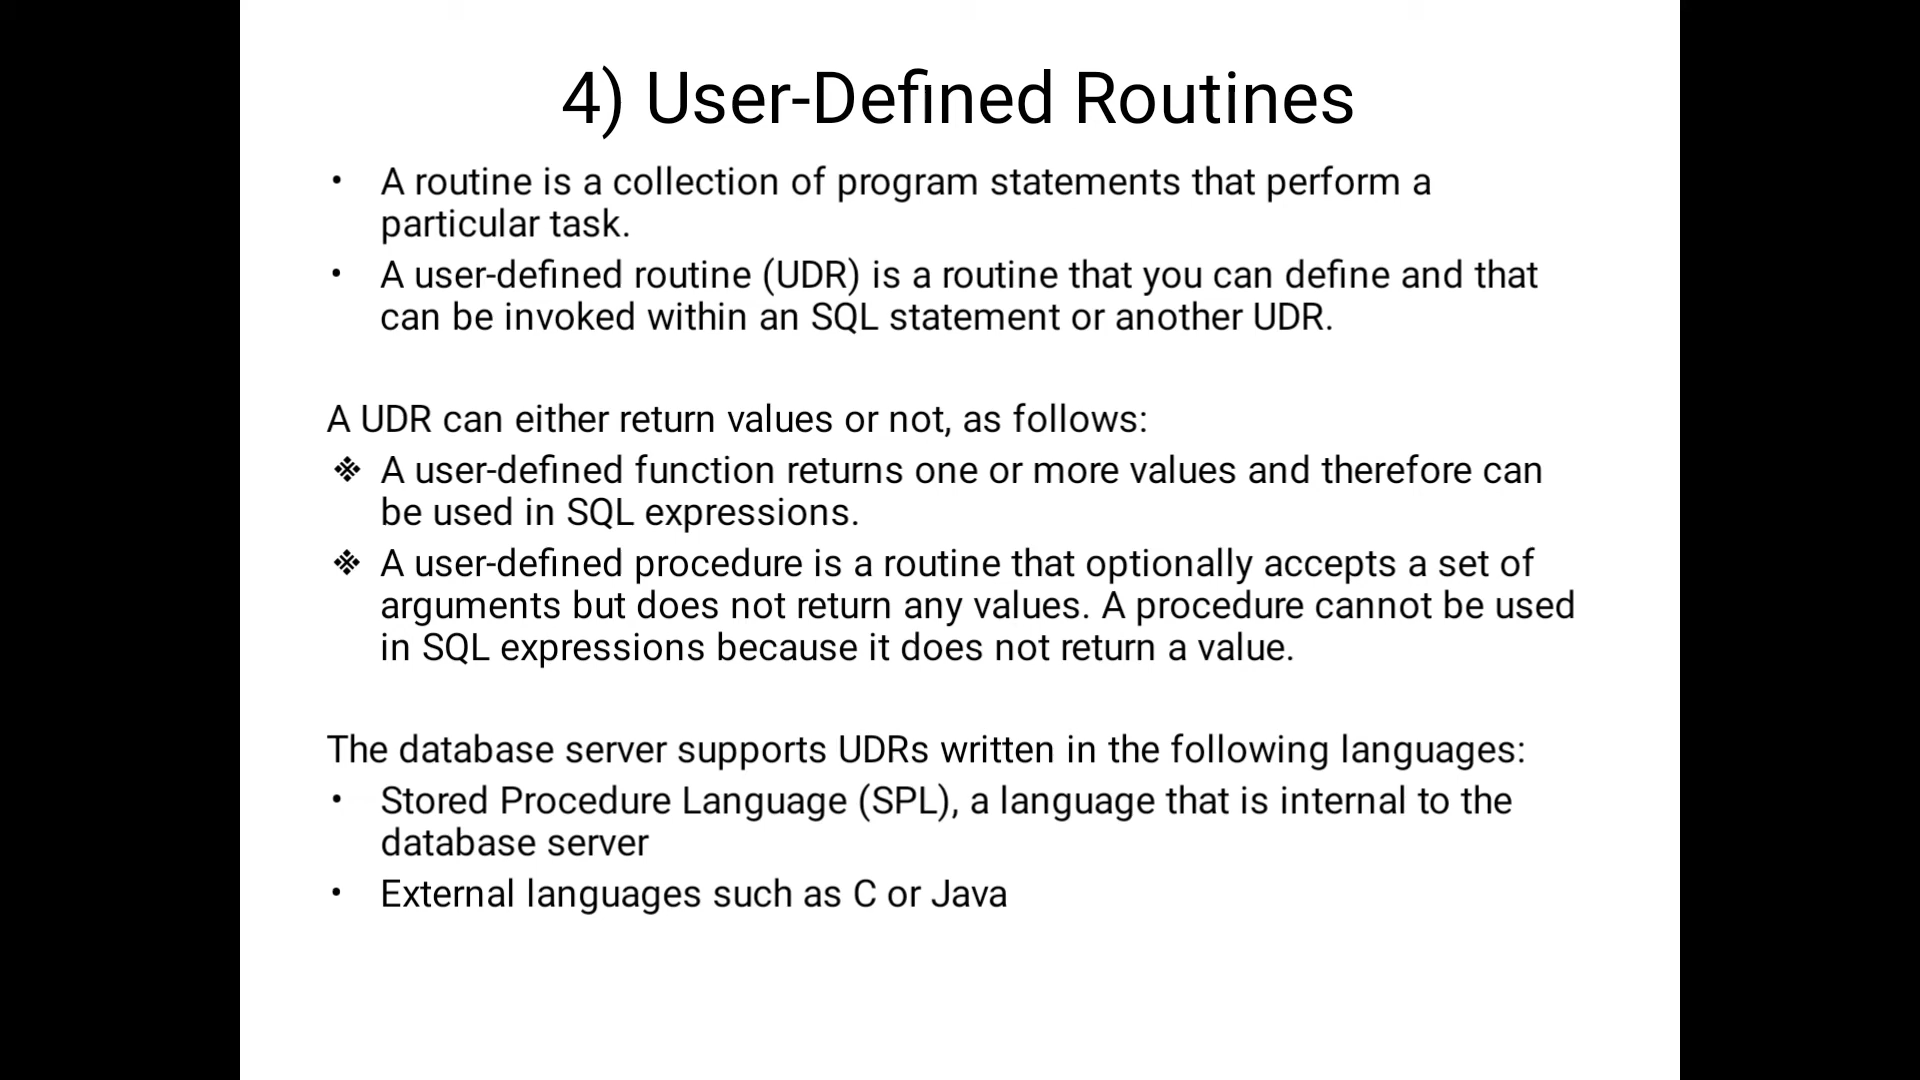 4) User-Defined Routines
• A routine is a collection of program statements that perform a
particular task.
• A user-defined routine (UDR) is a routine that you can define and that
can be invoked within an SQL statement or another UDR.
A UDR can either return values or not, as follows:
❖ A user-defined function returns one or more values and therefore can
be used in SQL expressions.
❖ A user-defined procedure is a routine that optionally accepts a set of
arguments but does not return any values. A procedure cannot be used
in SQL expressions because it does not return a value.
The database server supports UDRs written in the following languages:
• Stored Procedure Language (SPL), a language that is internal to the
database server
• External languages such as C or Java